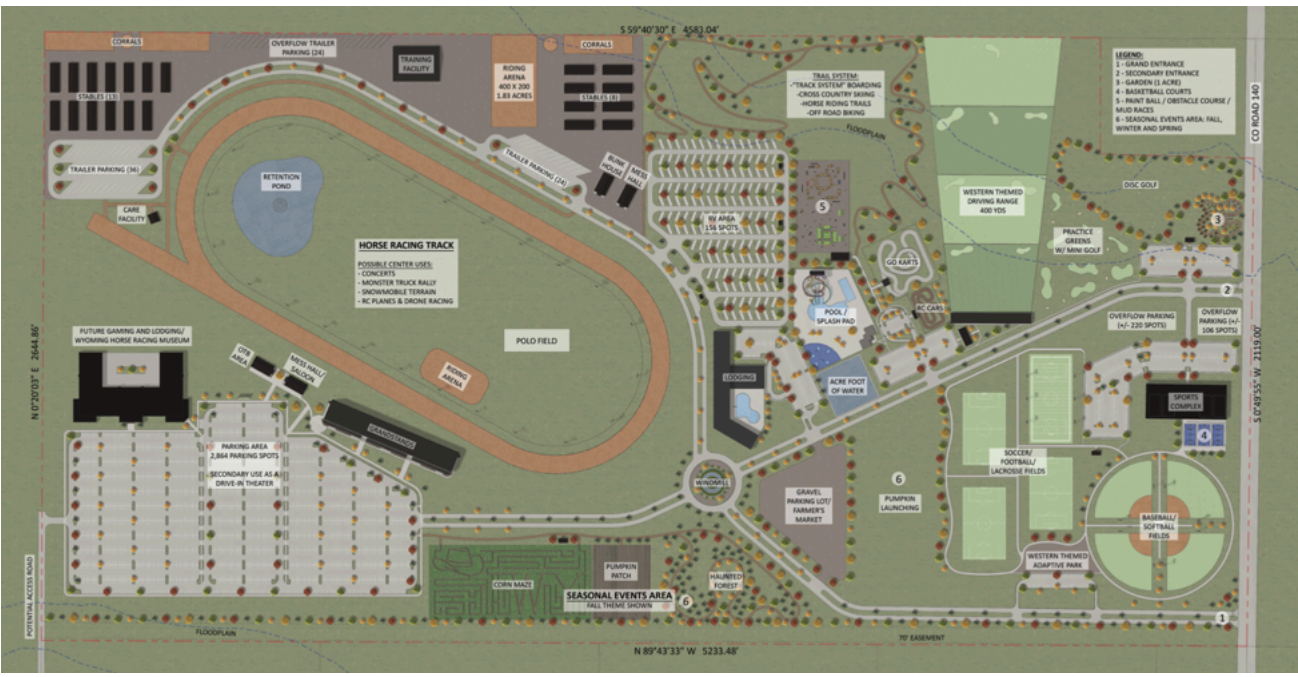 S 59°40'30" E 4583.04'
CORRALS
OVERFLOW TRAILER
PARKING (24)
TRAINING
FACILITY
RIDING
ARENA
400 X 200
1.83 ACRES
CORRALS
STABLES (13)
STABLES (8)
TRAIL SYSTEM:
-"TRACK SYSTEM" BOARDING
-CROSS COUNTRY SKIING
-HORSE RIDING TRAILS
-OFF ROAD BIKING
FLOODPLAIN
LEGEND:
1 - GRAND ENTRANCE
2 - SECONDARY ENTRANCE
3 - GARDEN (1 ACRE)
4 - BASKETBALL COURTS
5 - PAINT BALL / OBSTACLE COURSE /
MUD RACES
6 - SEASONAL EVENTS AREA: FALL,
WINTER AND SPRING
CO ROAD 140
TRAILER PARKING (36)
TRAILER PARKING (24)
BUNK
HOUSE
MESS
HALL
RETENTION
POND
CARE
FACILITY
RV AREA
156 SPOTS
5
WESTERN THEMED
DRIVING RANGE
400 YDS
DISC GOLF
3
PRACTICE
GREENS
W/ MINI GOLF
HORSE RACING TRACK
POSSIBLE CENTER USES:
- CONCERTS
- MONSTER TRUCK RALLY
- SNOWMOBILE TERRAIN
- RC PLANES & DRONE RACING
GO KARTS
RC CARS
POOL /
SPLASH PAD
2
OVERFLOW PARKING
(+/- 220 SPOTS)
OVERFLOW
PARKING (+/-
106 SPOTS)
POLO FIELD
N 0°20'03" E 2644.86'
FUTURE GAMING AND LODGING/
WYOMING HORSE RACING MUSEUM
OTB
AREA
MESS HALL/
SALOON
RIDING
ARENA
LODGING
ACRE FOOT
OF WATER
SPORTS
COMPLEX
4
S 0°49'55" W 2119.00'
GRANDSTANDS
PARKING AREA
2,864 PARKING SPOTS
SECONDARY USE AS A
DRIVE-IN THEATER
WINDMILL
GRAVEL
PARKING LOT/
FARMER'S
MARKET
6
PUMPKIN
LAUNCHING
SOCCER/
FOOTBALL/
LACROSSE FIELDS
BASEBALL/
SOFTBALL
FIELDS
WESTERN THEMED
ADAPTIVE PARK
POTENTIAL ACCESS ROAD
CORN MAZE
PUMPKIN
PATCH
HAUNTED
FOREST
SEASONAL EVENTS AREA
FALL THEME SHOWN
6
1
FLOODPLAIN
70' EASEMENT
N 89°43'33" W 5233.48'